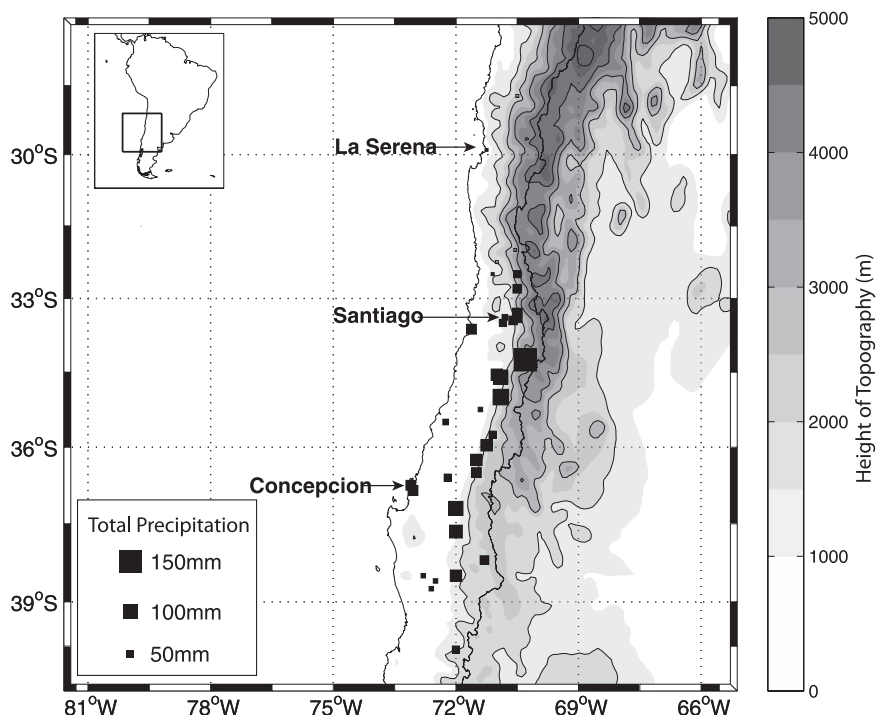 La Serena
Santiago
Concepcion
Total Precipitation
150mm
100mm
50mm
30°S
33°S
36°S
39°S
81°W
78°W
75°W
72°W
69°W
66°W
5000
4000
3000
2000
1000
0
Height of Topography (m)